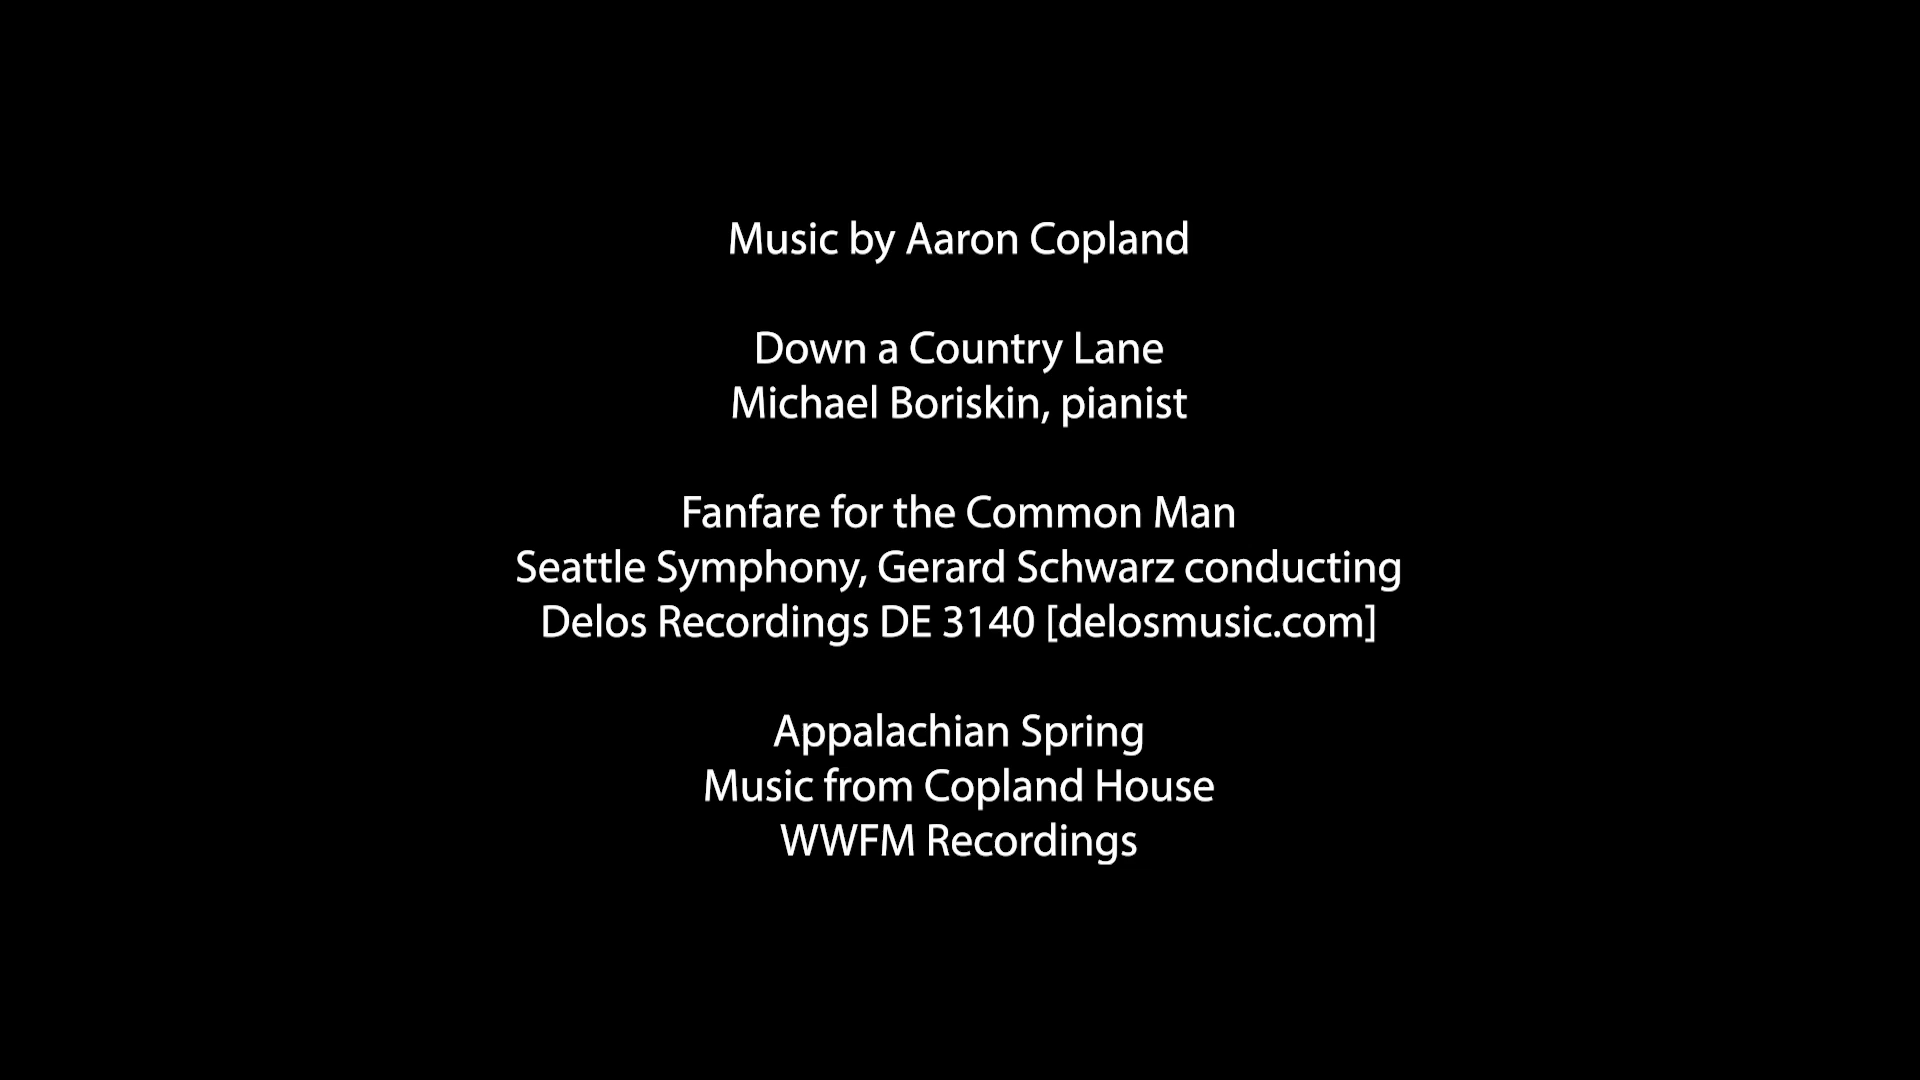 Music by Aaron Copland
Down a Country Lane
Michael Boriskin, pianist
Fanfare for the Common Man
Seattle Symphony, Gerard Schwarz conducting
Delos Recordings DE 3140 [delosmusic.com]
Appalachian Spring
Music from Copland House
WWFM Recordings